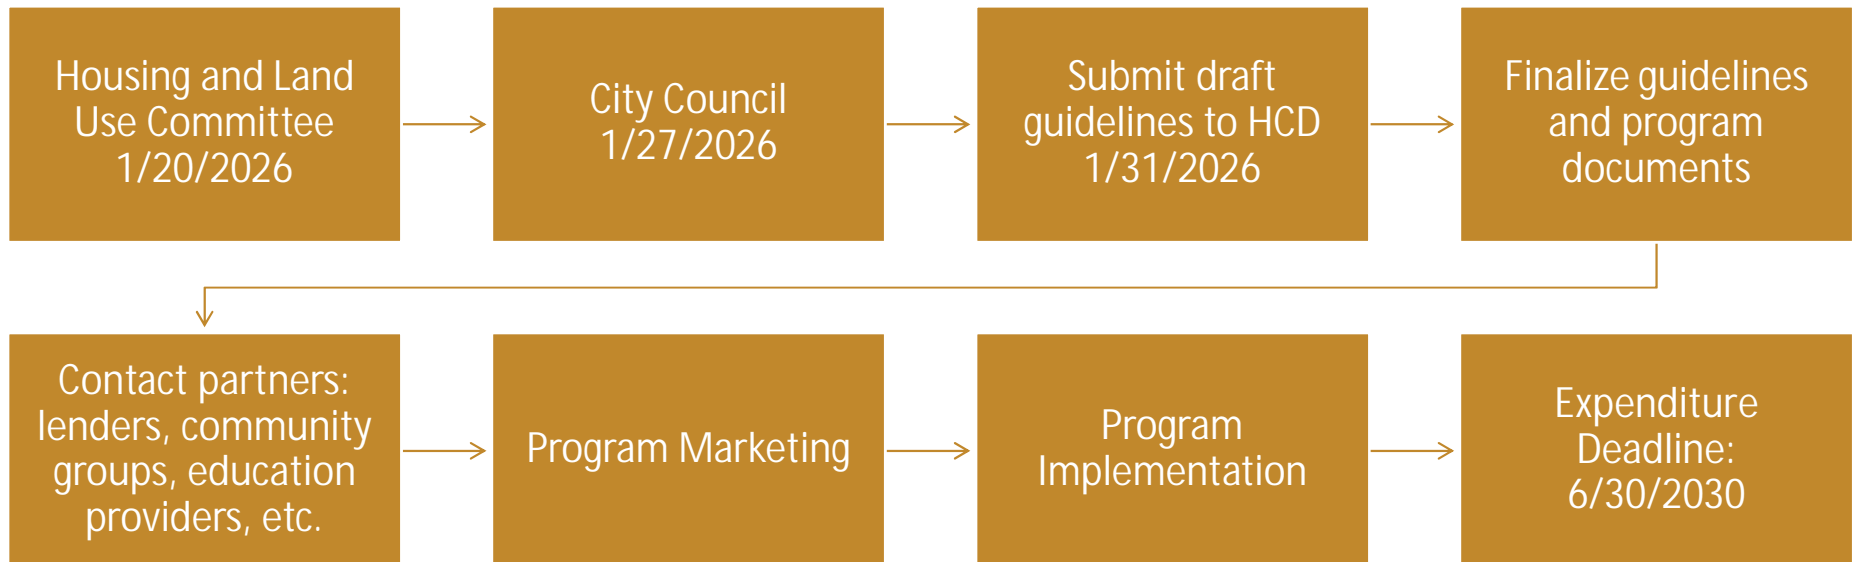 Housing and Land
Use Committee
1/20/2026
City Council
1/27/2026
Submit draft
guidelines to HCD
1/31/2026
Finalize guidelines
and program
documents
Contact partners:
lenders, community
groups, education
providers, etc.
Program Marketing
Program
Implementation
Expenditure
Deadline:
6/30/2030